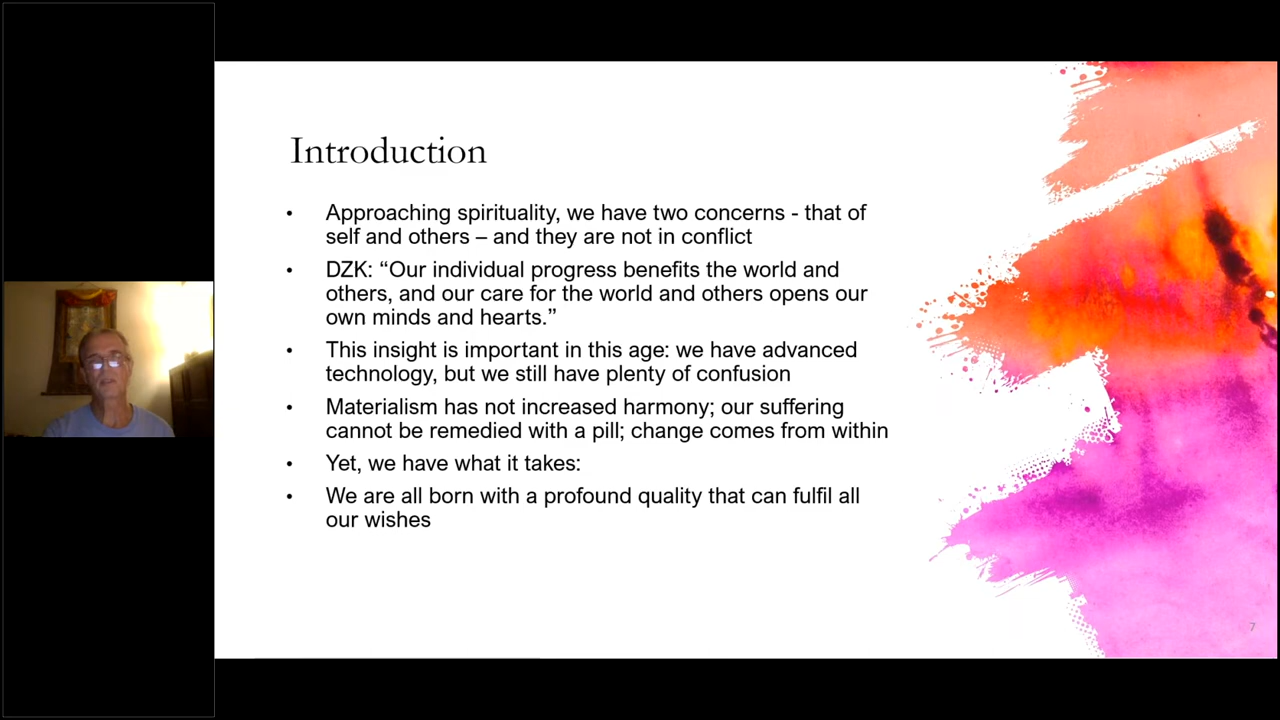 Introduction
• Approaching spirituality, we have two concerns - that of
self and others – and they are not in conflict
• DZK: “Our individual progress benefits the world and
others, and our care for the world and others opens our
own minds and hearts.”
• This insight is important in this age: we have advanced
technology, but we still have plenty of confusion
• Materialism has not increased harmony; our suffering
cannot be remedied with a pill; change comes from within
• Yet, we have what it takes:
• We are all born with a profound quality that can fulfil all
our wishes
7